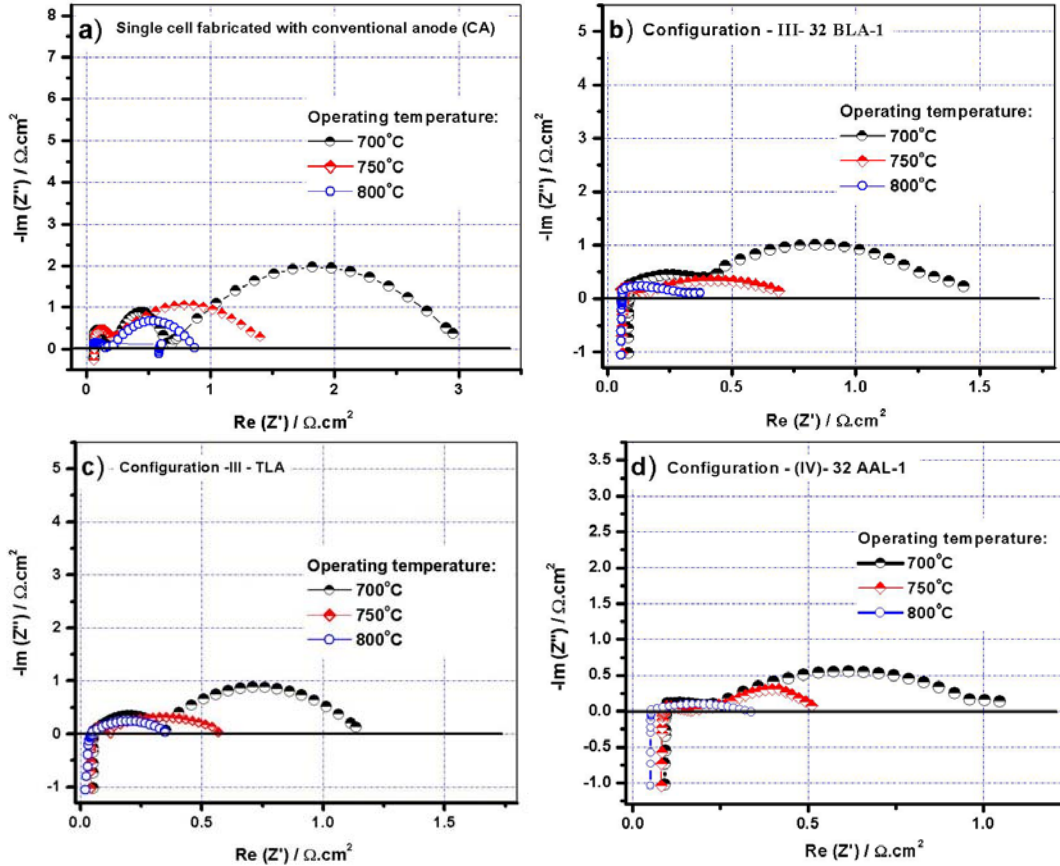 a) Single cell fabricated with conventional anode (CA)
Operating temperature:
700°C
750°C
800°C
-Im (Z") / Ω.cm²
8
7
6
5
4
3
2
1
0
0
1
2
3
Re (Z') / Ω.cm²
b) Configuration - III- 32 BLA-1
Operating temperature:
700°C
750°C
800°C
-Im (Z") / Ω.cm²
5
4
3
2
1
0
-1
0.0
0.5
1.0
1.5
Re (Z') / Ω.cm²
c) Configuration -III - TLA
Operating temperature:
700°C
750°C
800°C
-Im (Z") / Ω.cm²
5
4
3
2
1
0
-1
0.0
0.5
1.0
1.5
Re (Z') / Ω.cm²
d) Configuration - (IV)- 32 AAL-1
Operating temperature:
700°C
750°C
800°C
-Im (Z") / Ω.cm²
3.5
3.0
2.5
2.0
1.5
1.0
0.5
0.0
-0.5
-1.0
0.0
0.5
1.0
Re (Z') / Ω.cm²